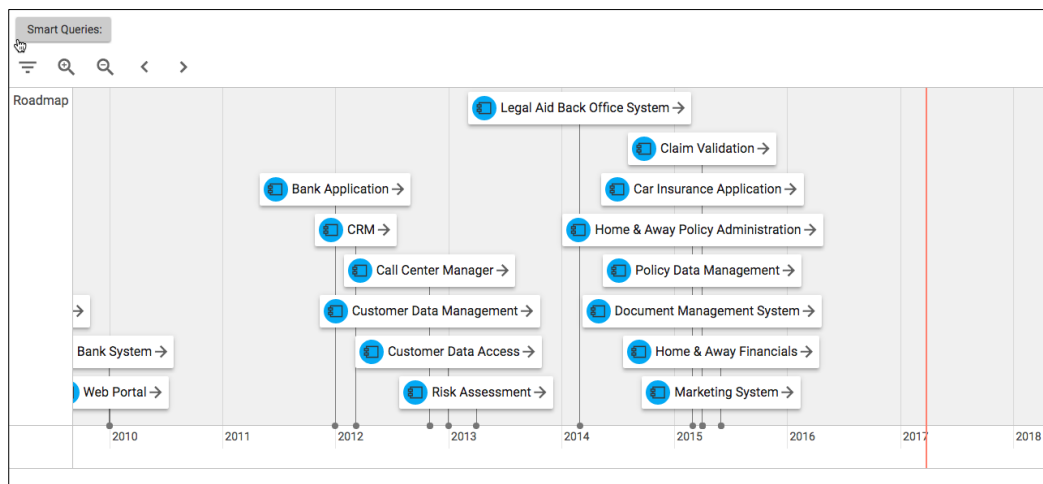 Smart Queries:
Roadmap
Legal Aid Back Office System
Claim Validation
Bank Application
Car Insurance Application
CRM
Home & Away Policy Administration
Call Center Manager
Policy Data Management
Customer Data Management
Document Management System
Bank System
Customer Data Access
Home & Away Financials
Web Portal
Risk Assessment
Marketing System
2010 2011 2012 2013 2014 2015 2016 2017 2018